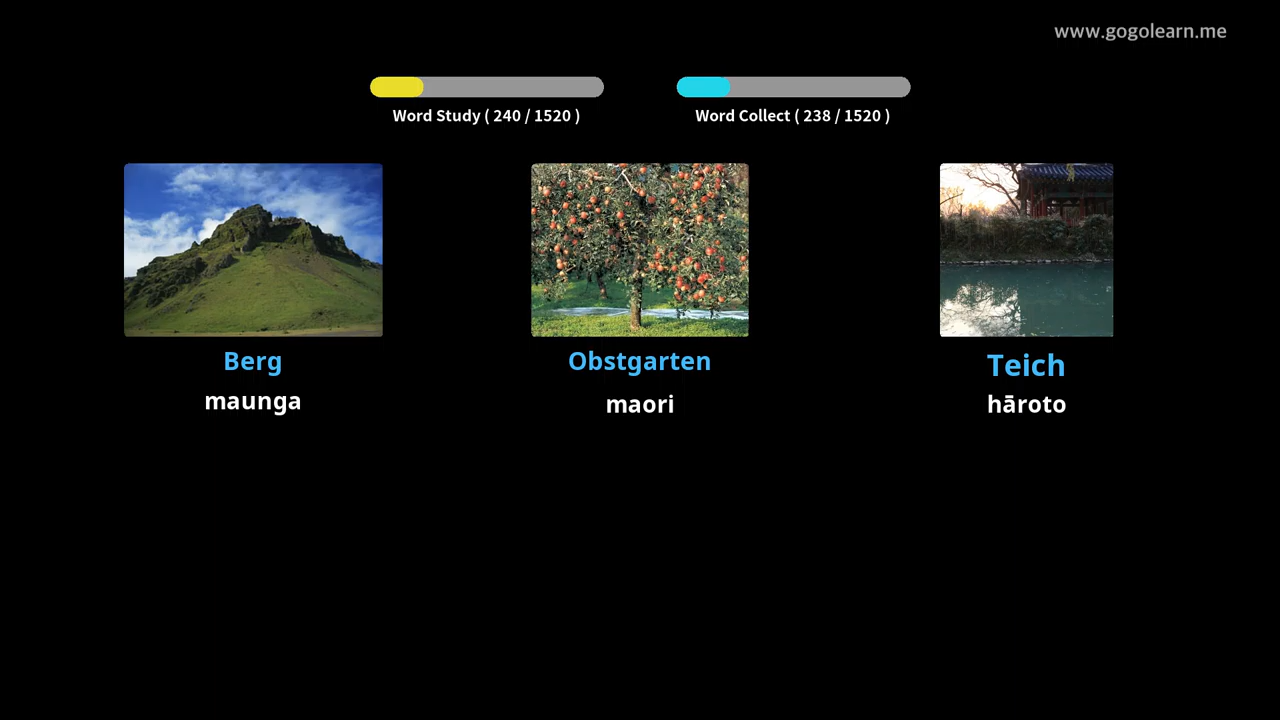 www.gogolearn.me
Word Study ( 240 / 1520 )
Word Collect ( 238 / 1520 )
Berg
Obstgarten
Teich
maunga
maori
hāroto